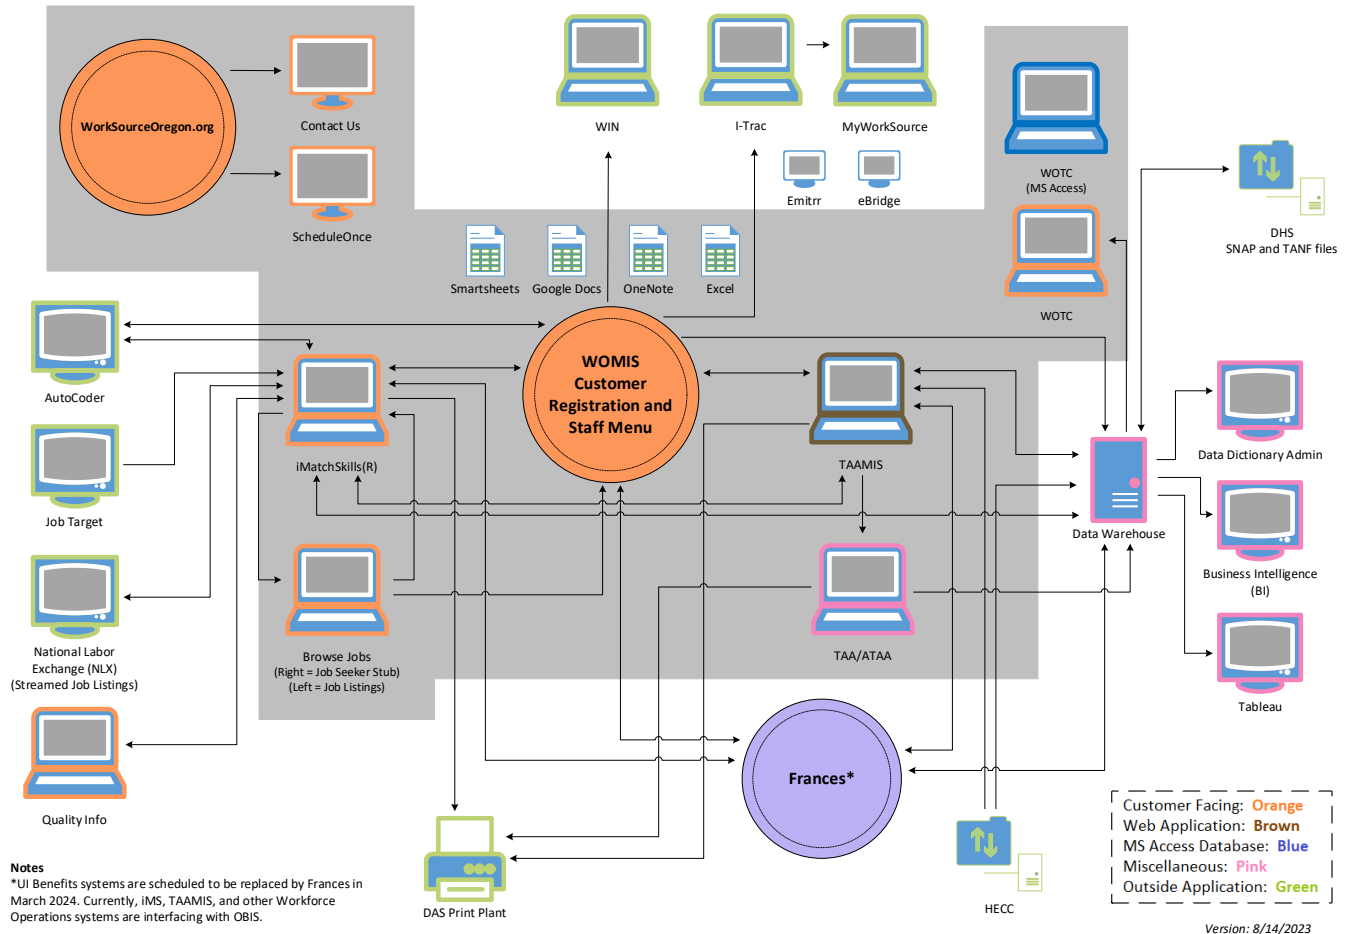 WorkSourceOregon.org
Contact Us
ScheduleOnce
WIN
I-Trac
MyWorkSource
Emitrr
eBridge
WOTC
(MS Access)
WOTC
DHS
SNAP and TANF files
Smartsheets
Google Docs
OneNote
Excel
AutoCoder
Job Target
National Labor
Exchange (NLX)
(Streamed Job Listings)
Quality Info
iMatchSkills(R)
WOMIS
Customer
Registration and
Staff Menu
TAAMIS
Data Warehouse
Data Dictionary Admin
Business Intelligence
(BI)
Tableau
Browse Jobs
(Right = Job Seeker Stub)
(Left = Job Listings)
TAA/ATAA
Frances*
DAS Print Plant
HECC
Customer Facing: Orange
Web Application: Brown
MS Access Database: Blue
Miscellaneous: Pink
Outside Application: Green
Notes
*UI Benefits systems are scheduled to be replaced by Frances in
March 2024. Currently, iMS, TAAMIS, and other Workforce
Operations systems are interfacing with OBIS.
Version: 8/14/2023